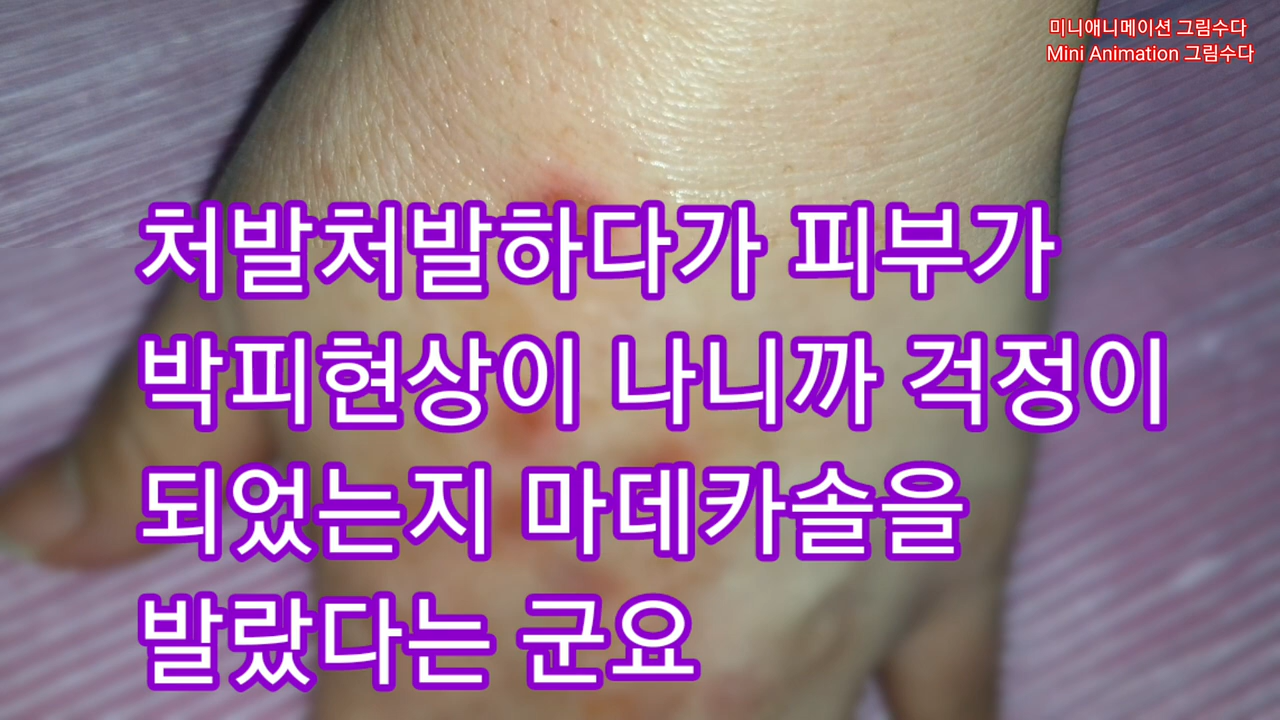 미니애니메이션 그림수다
Mini Animation 그림수다
처발처발하다가 피부가
박피현상이 나니까 걱정이
되었는지 마데카솔을
발랐다는 군요